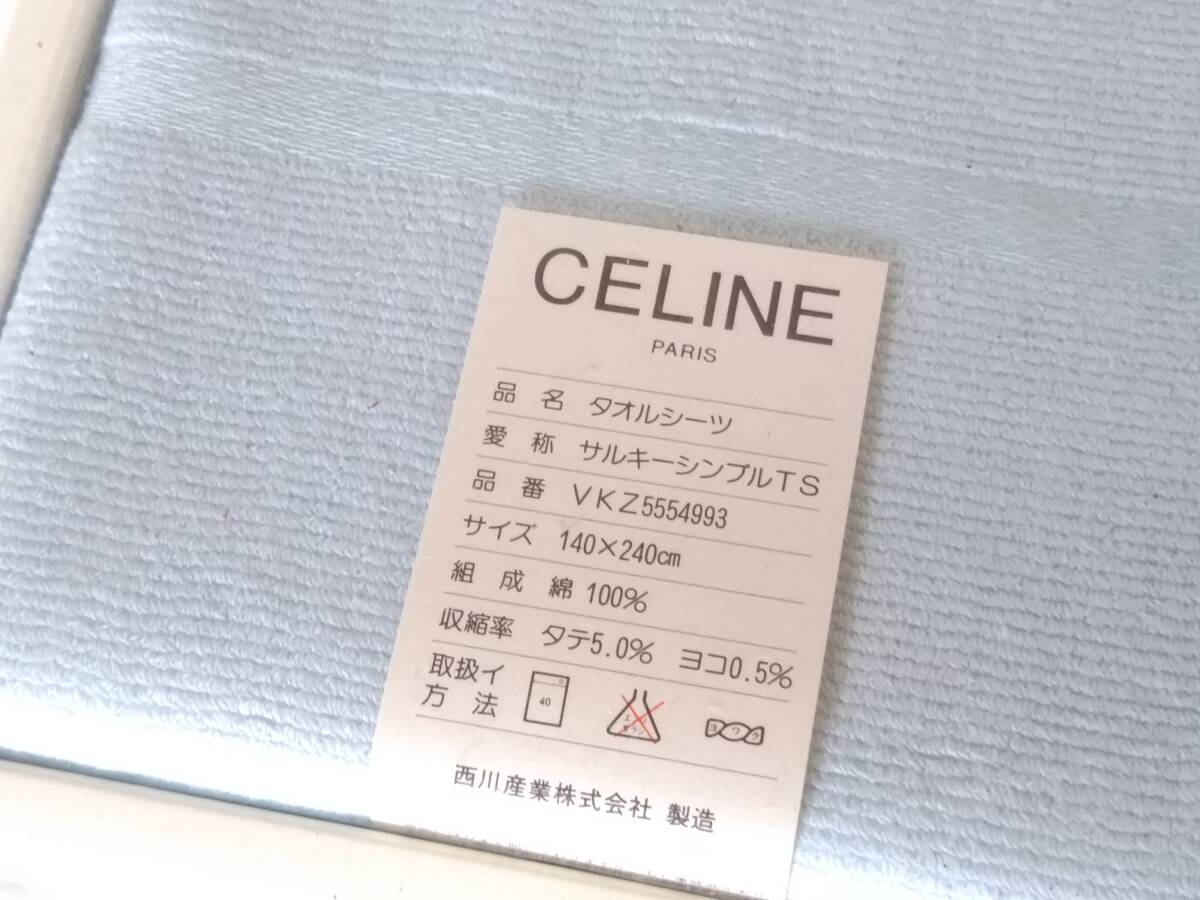 CELINE
PARIS
品 名 タオルシーツ
愛 称 サルキーシンプルTS
品 番 VKZ5554993
サイズ 140×240cm
組 成 綿 100%
収縮率 タテ5.0% ヨコ0.5%
取扱イ
方 法 40 ヨワク
西川産業株式会社 製造